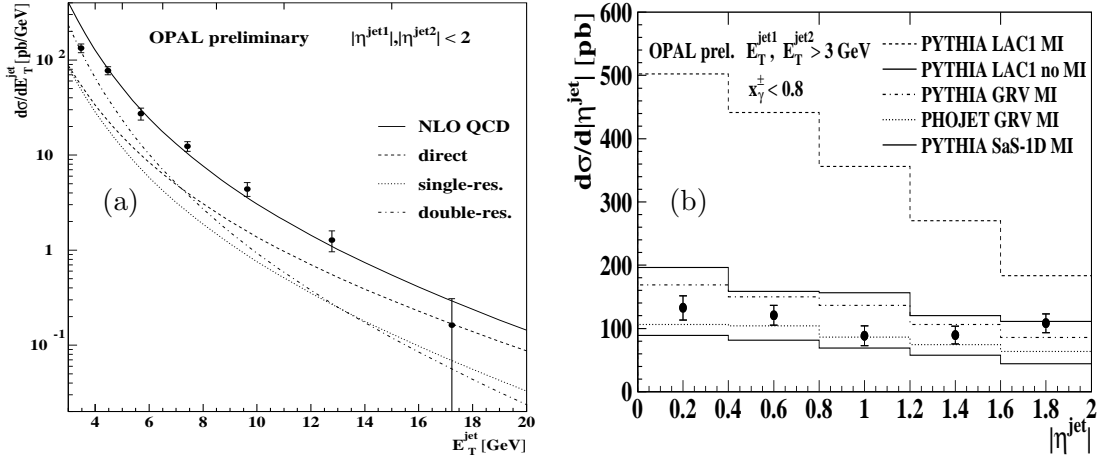 dσ/dE_T^jet [pb/GeV]
OPAL preliminary |η^jet1|,|η^jet2| < 2
10^2
10
1
10^-1
NLO QCD
direct
single-res.
double-res.
(a)
4 6 8 10 12 14 16 18 20
E_T^jet [GeV]
dσ/d|η^jet| [pb]
OPAL prel. E_T^jet1, E_T^jet2 > 3 GeV
x_γ^± < 0.8
PYTHIA LAC1 MI
PYTHIA LAC1 no MI
PYTHIA GRV MI
PHOJET GRV MI
PYTHIA SaS-1D MI
(b)
600
500
400
300
200
100
0
0 0.2 0.4 0.6 0.8 1 1.2 1.4 1.6 1.8 2
|η^jet|